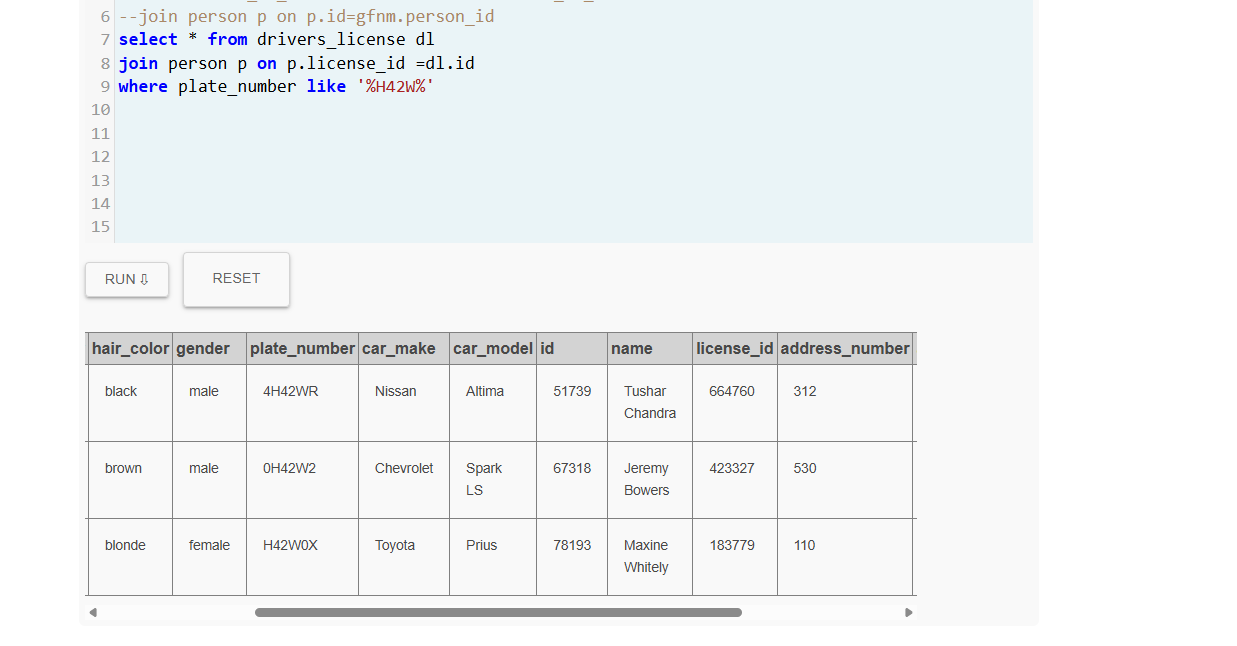 6 --join person p on p.id=gfnm.person_id
7 select * from drivers_license dl
8 join person p on p.license_id =dl.id
9 where plate_number like '%H42W%'
10
11
12
13
14
15
RUN ⇩ RESET
hair_color gender plate_number car_make car_model id name license_id address_number
black male 4H42WR Nissan Altima 51739 Tushar 664760 312
Chandra
brown male 0H42W2 Chevrolet Spark 67318 Jeremy 423327 530
LS Bowers
blonde female H42W0X Toyota Prius 78193 Maxine 183779 110
Whitely